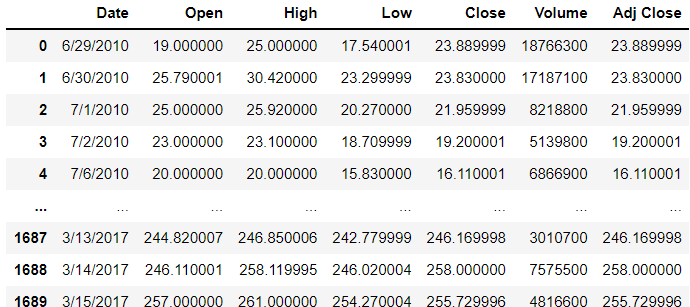 Date Open High Low Close Volume Adj Close
0 6/29/2010 19.000000 25.000000 17.540001 23.889999 18766300 23.889999
1 6/30/2010 25.790001 30.420000 23.299999 23.830000 17187100 23.830000
2 7/1/2010 25.000000 25.920000 20.270000 21.959999 8218800 21.959999
3 7/2/2010 23.000000 23.100000 18.709999 19.200001 5139800 19.200001
4 7/6/2010 20.000000 20.000000 15.830000 16.110001 6866900 16.110001
... ... ... ... ... ... ... ...
1687 3/13/2017 244.820007 246.850006 242.779999 246.169998 3010700 246.169998
1688 3/14/2017 246.110001 258.119995 246.020004 258.000000 7575500 258.000000
1689 3/15/2017 257.000000 261.000000 254.270004 255.729996 4816600 255.729996